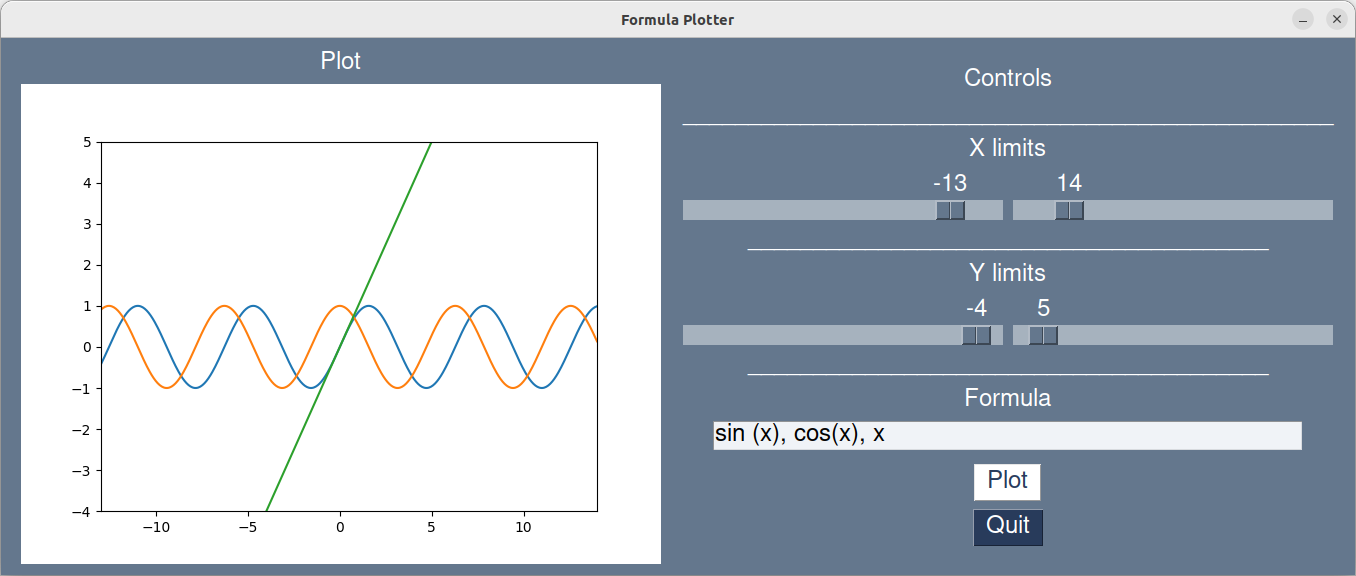 Formula Plotter
Plot
5
4
3
2
1
0
−1
−2
−3
−4
−10 −5 0 5 10
Controls
X limits
-13 14
Y limits
-4 5
Formula
sin (x), cos(x), x
Plot
Quit